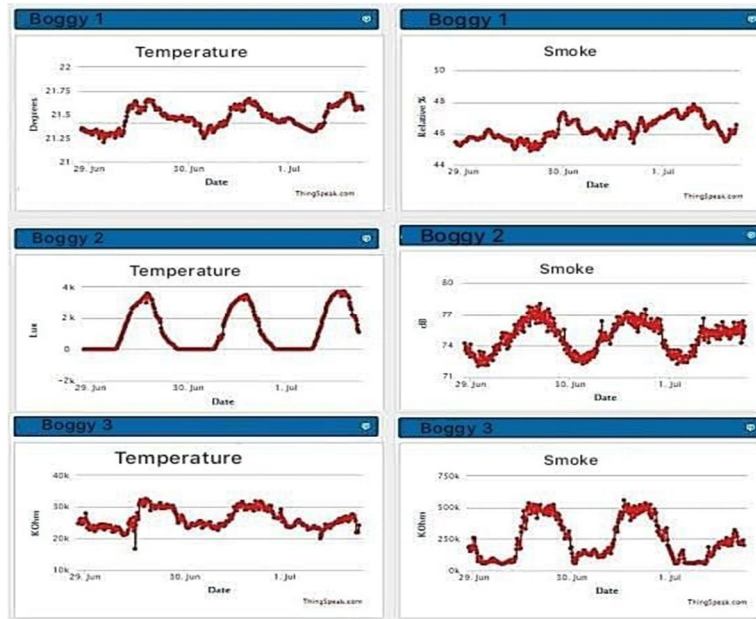 Boggy 1
Temperature
Degrees
22
21.75
21.5
21.25
21
29. Jun
30. Jun
1. Jul
Date
ThingSpeak.com
Boggy 1
Smoke
Relative %
50
48
46
44
29. Jun
30. Jun
1. Jul
Date
ThingSpeak.com
Boggy 2
Temperature
Lux
4k
2k
0
-2k
29. Jun
30. Jun
1. Jul
Date
Boggy 2
Smoke
dB
80
77
74
71
29. Jun
30. Jun
1. Jul
Date
Boggy 3
Temperature
KOhm
40k
30k
20k
10k
29. Jun
30. Jun
1. Jul
Date
ThingSpeak.com
Boggy 3
Smoke
KOhm
750k
500k
250k
0k
29. Jun
30. Jun
1. Jul
Date
ThingSpeak.com